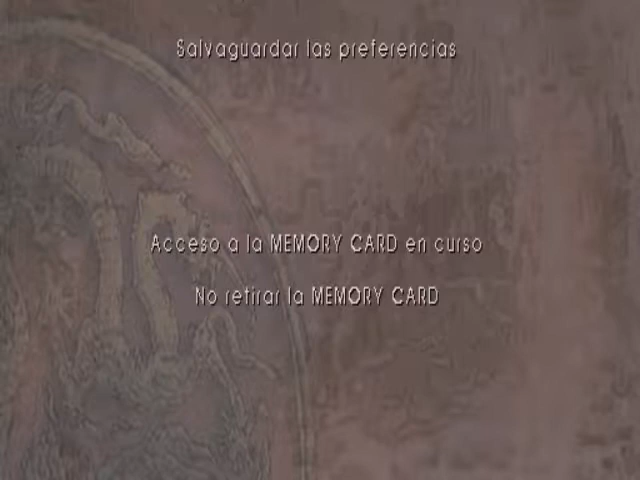 Salvaguardar las preferencias
Acceso a la MEMORY CARD en curso
No retirar la MEMORY CARD